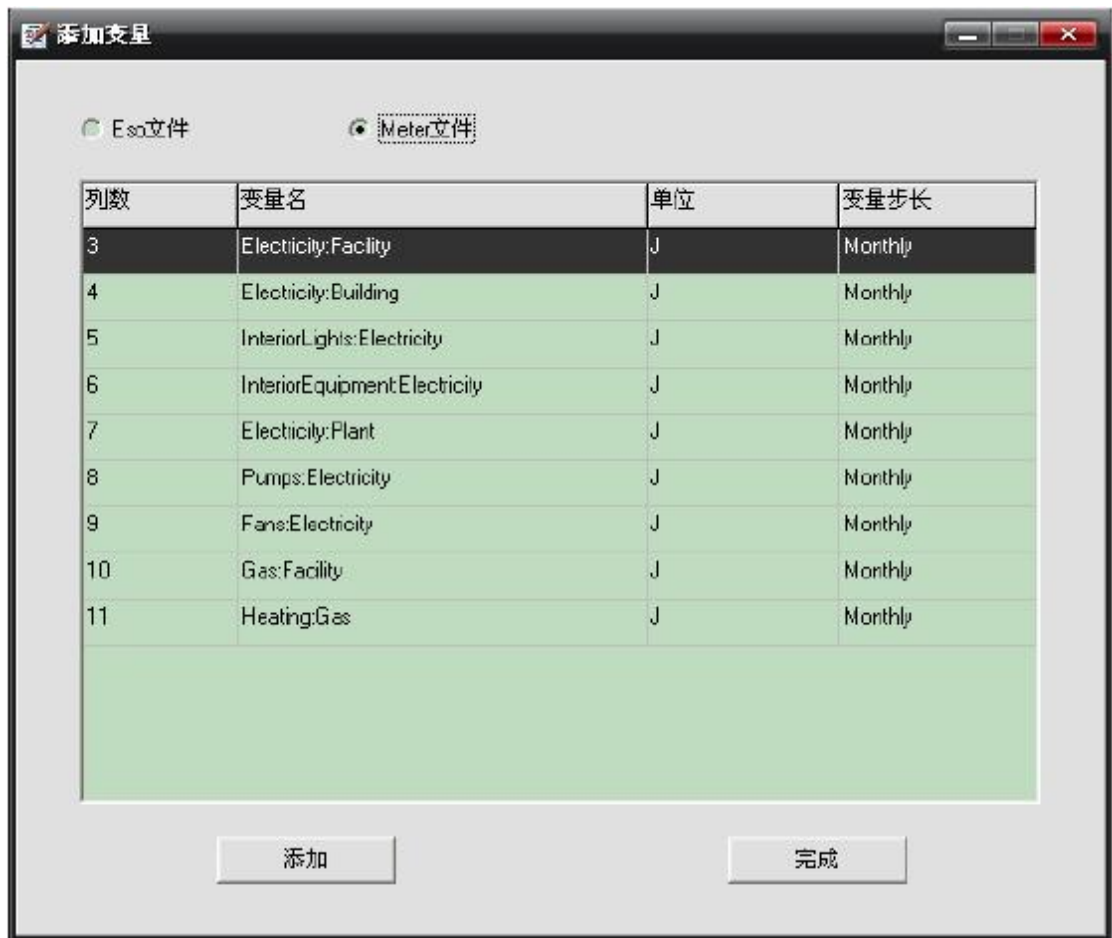 添加变量
Eso文件 Meter文件
列数 变量名 单位 变量步长
3 Electricity:Facility J Monthly
4 Electricity:Building J Monthly
5 InteriorLights:Electricity J Monthly
6 InteriorEquipment:Electricity J Monthly
7 Electricity:Plant J Monthly
8 Pumps:Electricity J Monthly
9 Fans:Electricity J Monthly
10 Gas:Facility J Monthly
11 Heating:Gas J Monthly
添加 完成